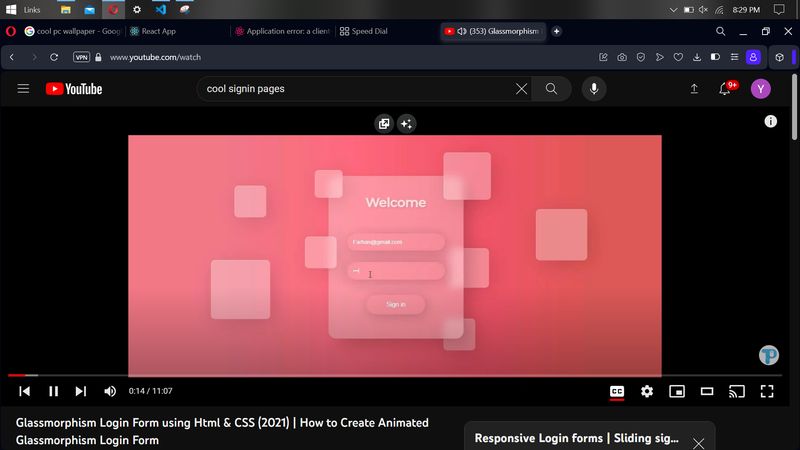 Links
8:29 PM
cool pc wallpaper - Goog
React App
Application error: a client
Speed Dial
(353) Glassmorphism
VPN
www.youtube.com/watch
YouTube
cool signin pages
9+
Y
Welcome
Farhan@gmail.com
Sign in
0:14 / 11:07
CC
Glassmorphism Login Form using Html & CSS (2021) | How to Create Animated
Glassmorphism Login Form
Responsive Login forms | Sliding sig...